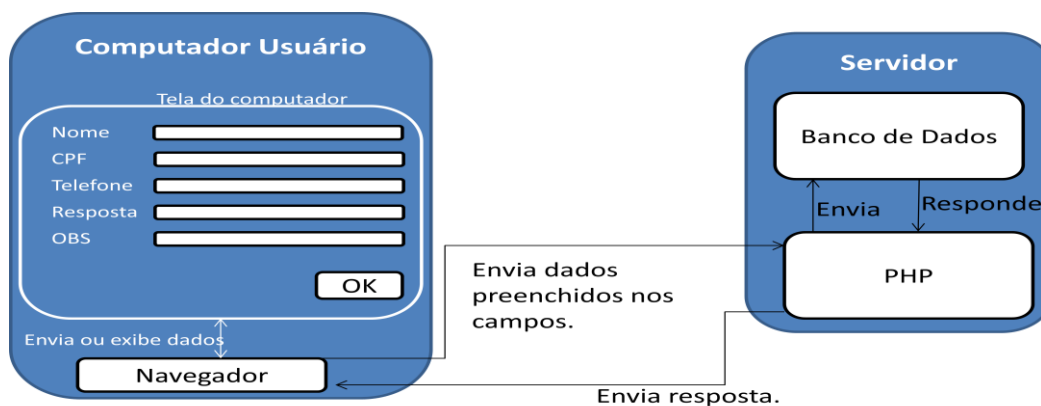 Computador Usuário
Tela do computador
Nome
CPF
Telefone
Resposta
OBS
OK
Envia ou exibe dados
Navegador
Envia dados
preenchidos nos
campos.
Envia resposta.
Servidor
Banco de Dados
Envia
Responde
PHP